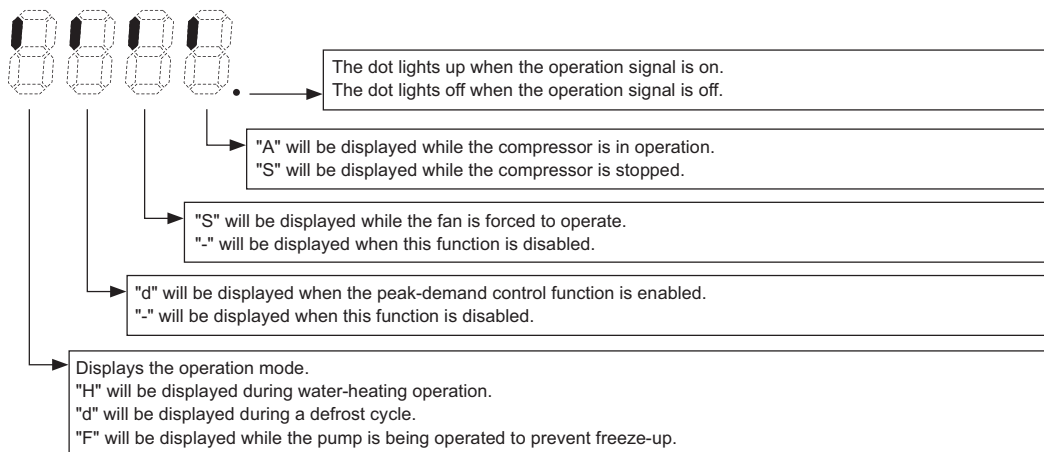 The dot lights up when the operation signal is on.
The dot lights off when the operation signal is off.
"A" will be displayed while the compressor is in operation.
"S" will be displayed while the compressor is stopped.
"S" will be displayed while the fan is forced to operate.
"-" will be displayed when this function is disabled.
"d" will be displayed when the peak-demand control function is enabled.
"-" will be displayed when this function is disabled.
Displays the operation mode.
"H" will be displayed during water-heating operation.
"d" will be displayed during a defrost cycle.
"F" will be displayed while the pump is being operated to prevent freeze-up.